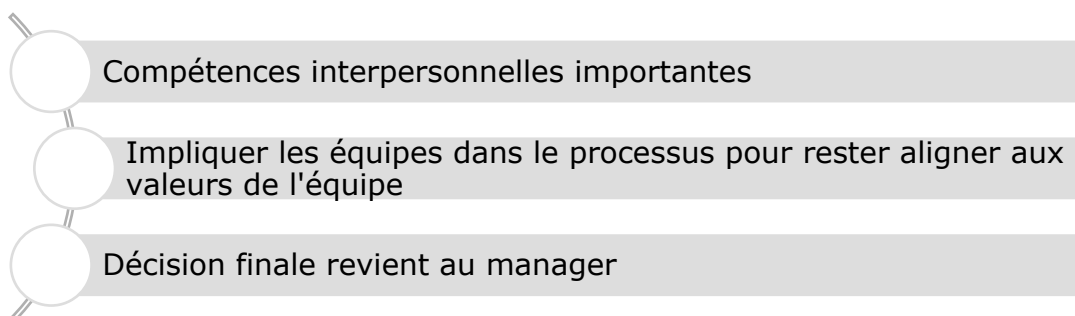 Compétences interpersonnelles importantes
Impliquer les équipes dans le processus pour rester aligner aux
valeurs de l'équipe
Décision finale revient au manager